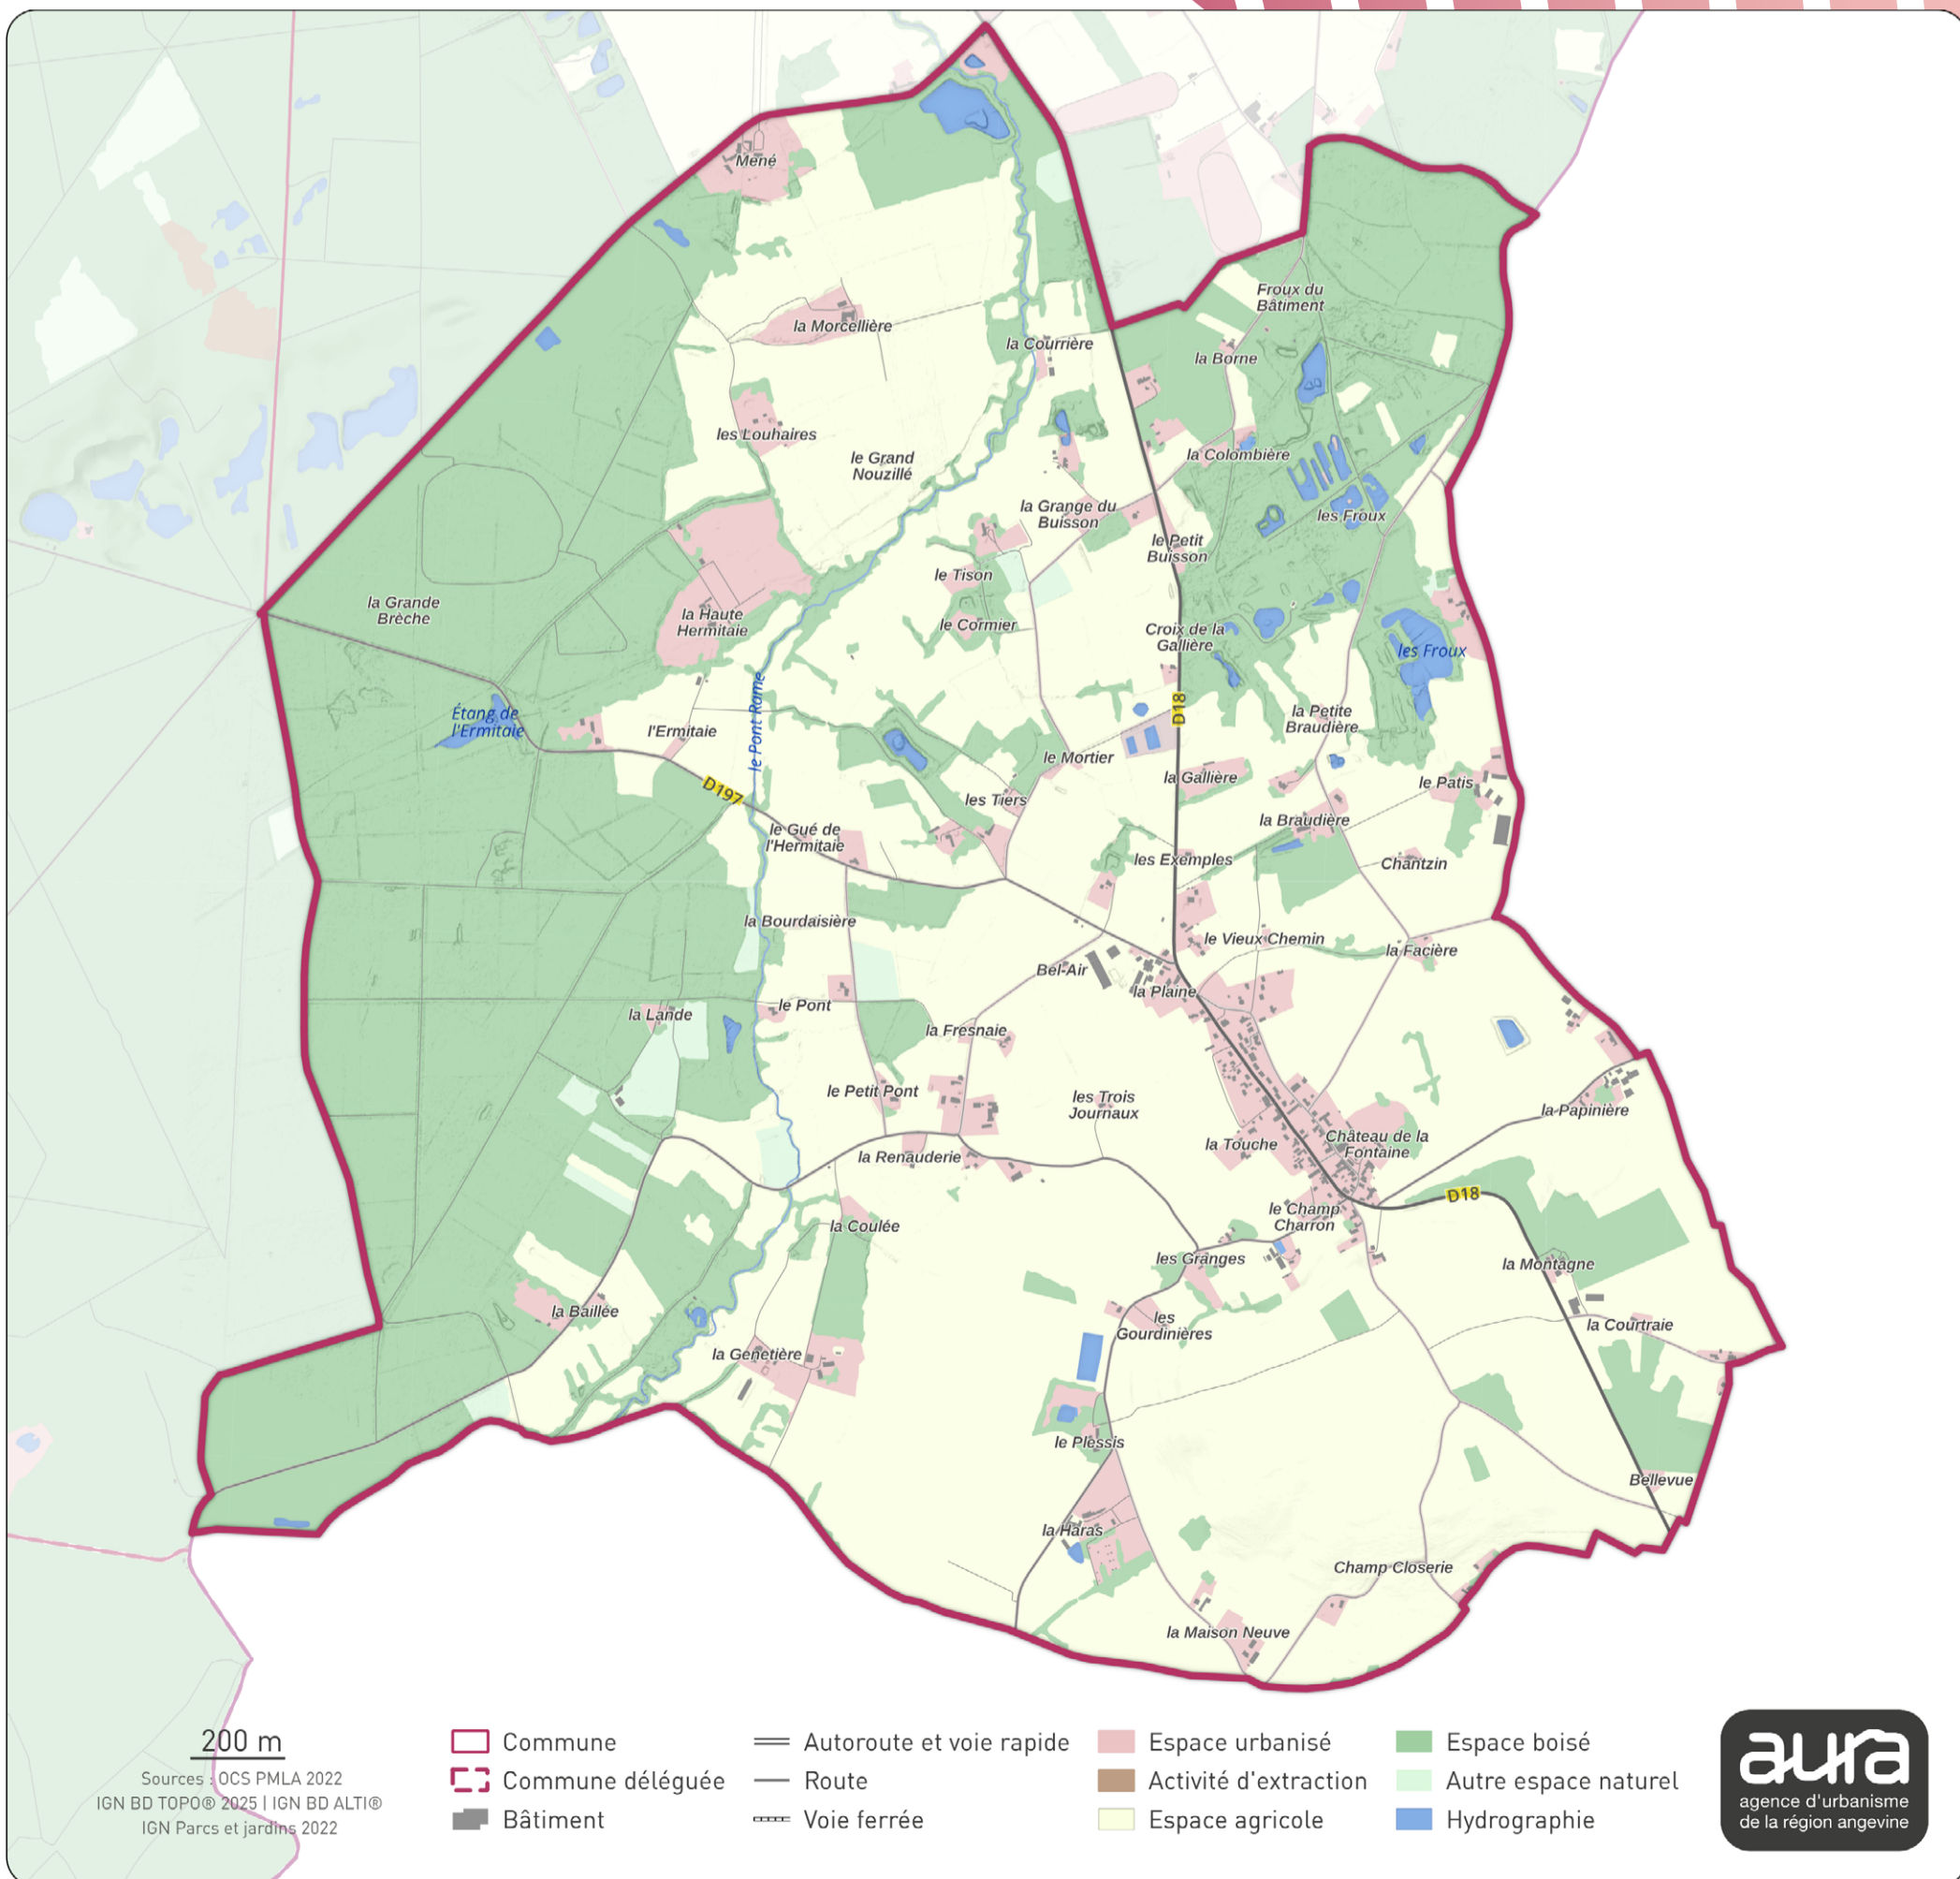 Mené
Froux du
Bâtiment
la Morcellière
la Courrière
la Borne
les Louhaires
la Colombière
le Grand
Nouzillé
la Grange du
Buisson
les Froux
le Petit
Buisson
le Tison
la Grande
Brèche
la Haute
Hermitaie
le Cormier
Croix de la
Gallière
les Froux
Étang de
l'Ermitaie
le Pont Rame
D18
la Petite
Braudière
l'Ermitaie
le Mortier
la Gallière
le Patis
D197
les Tiers
la Braudière
le Gué de
l'Hermitaie
les Exemples
Chantzin
la Bourdaisière
le Vieux Chemin
la Facière
Bel-Air
la Plaine
le Pont
la Lande
la Fresnaie
le Petit Pont
les Trois
Journaux
la Papinière
la Touche
Château de la
Fontaine
la Renauderie
D18
le Champ
Charron
la Coulée
les Granges
la Montagne
la Baillée
les
Gourdinières
la Courtraie
la Genetière
le Plessis
Bellevue
la Haras
Champ Closerie
la Maison Neuve
200 m
Sources : OCS PMLA 2022
IGN BD TOPO® 2025 | IGN BD ALTI®
IGN Parcs et jardins 2022
Commune
Commune déléguée
Bâtiment
Autoroute et voie rapide
Route
Voie ferrée
Espace urbanisé
Activité d'extraction
Espace agricole
Espace boisé
Autre espace naturel
Hydrographie
aura
agence d'urbanisme
de la région angevine